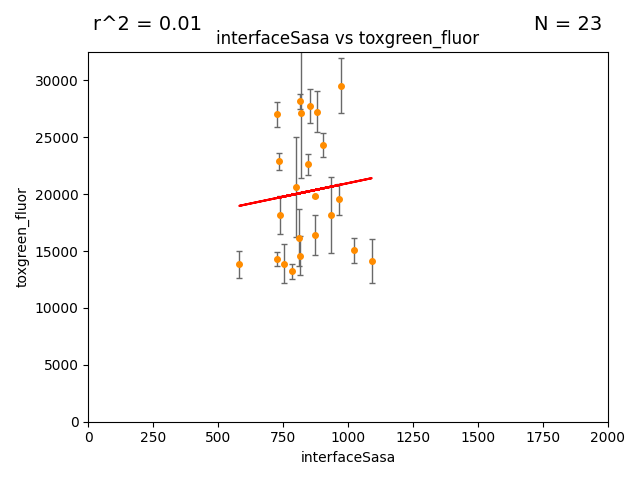 r^2 = 0.01
N = 23
interfaceSasa vs toxgreen_fluor
30000
25000
20000
15000
10000
5000
0
toxgreen_fluor
0 250 500 750 1000 1250 1500 1750 2000
interfaceSasa